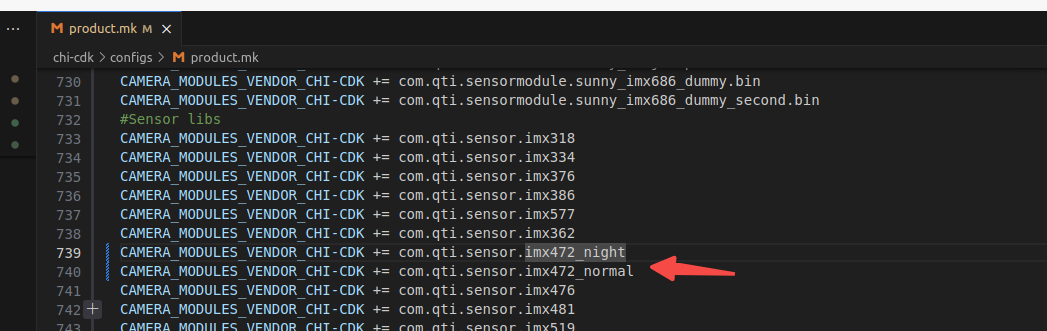 ... product.mk M ×
chi-cdk > configs > product.mk
730 CAMERA_MODULES_VENDOR_CHI-CDK += com.qti.sensormodule.sunny_imx686_dummy.bin
731 CAMERA_MODULES_VENDOR_CHI-CDK += com.qti.sensormodule.sunny_imx686_dummy_second.bin
732 #Sensor libs
733 CAMERA_MODULES_VENDOR_CHI-CDK += com.qti.sensor.imx318
734 CAMERA_MODULES_VENDOR_CHI-CDK += com.qti.sensor.imx334
735 CAMERA_MODULES_VENDOR_CHI-CDK += com.qti.sensor.imx376
736 CAMERA_MODULES_VENDOR_CHI-CDK += com.qti.sensor.imx386
737 CAMERA_MODULES_VENDOR_CHI-CDK += com.qti.sensor.imx577
738 CAMERA_MODULES_VENDOR_CHI-CDK += com.qti.sensor.imx362
739 CAMERA_MODULES_VENDOR_CHI-CDK += com.qti.sensor.imx472_night
740 CAMERA_MODULES_VENDOR_CHI-CDK += com.qti.sensor.imx472_normal
741 CAMERA_MODULES_VENDOR_CHI-CDK += com.qti.sensor.imx476
742 CAMERA_MODULES_VENDOR_CHI-CDK += com.qti.sensor.imx481
743 CAMERA_MODULES_VENDOR_CHI-CDK += com.qti.sensor.imx519